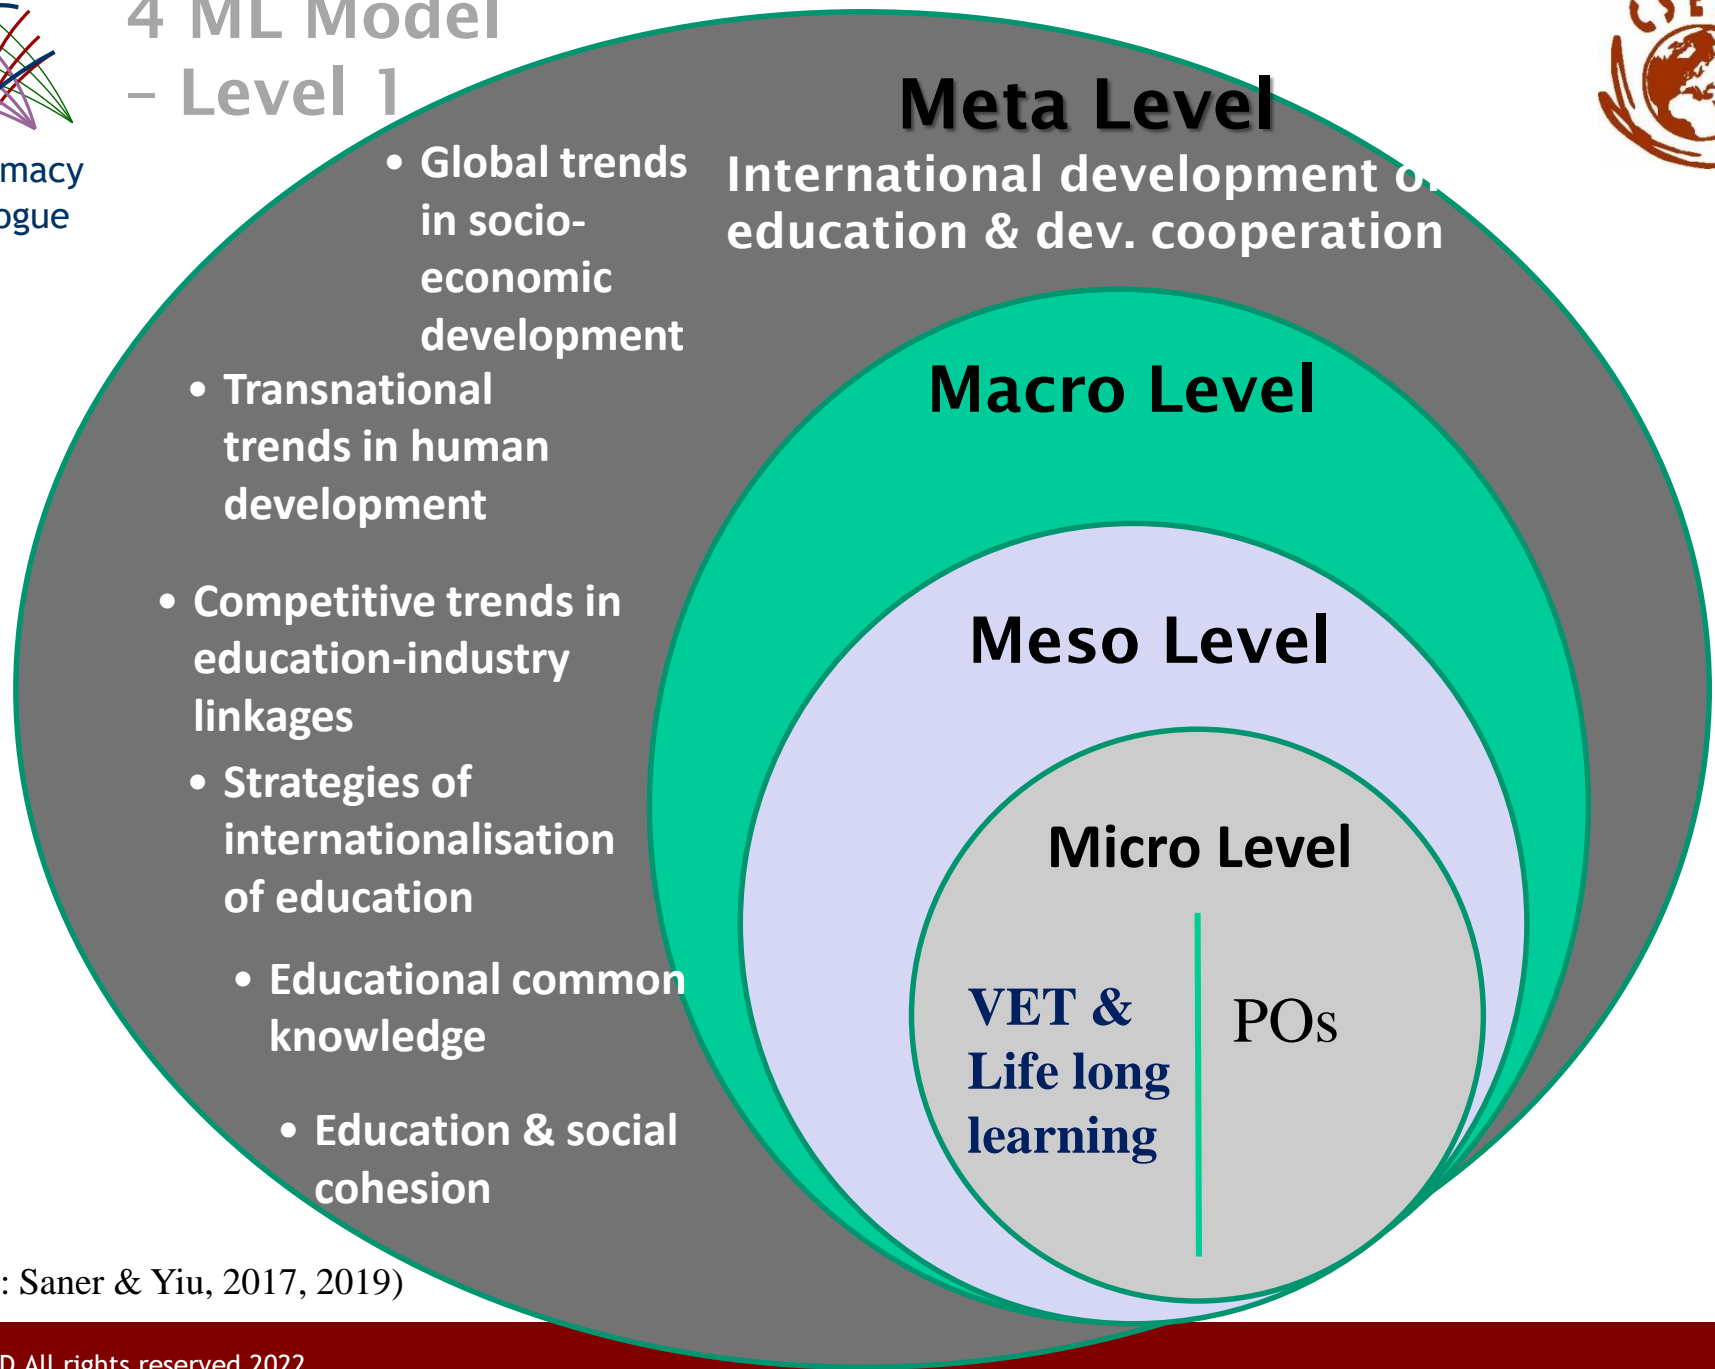 4 ML Model
– Level 1
Meta Level
International development
education & dev. cooperation
• Global trends
in socio-
economic
development
• Transnational
trends in human
development
• Competitive trends in
education-industry
linkages
• Strategies of
internationalisation
of education
• Educational common
knowledge
• Education & social
cohesion
Macro Level
Meso Level
Micro Level
VET &
Life long
learning
POs
: Saner & Yiu, 2017, 2019)
All rights reserved 2022